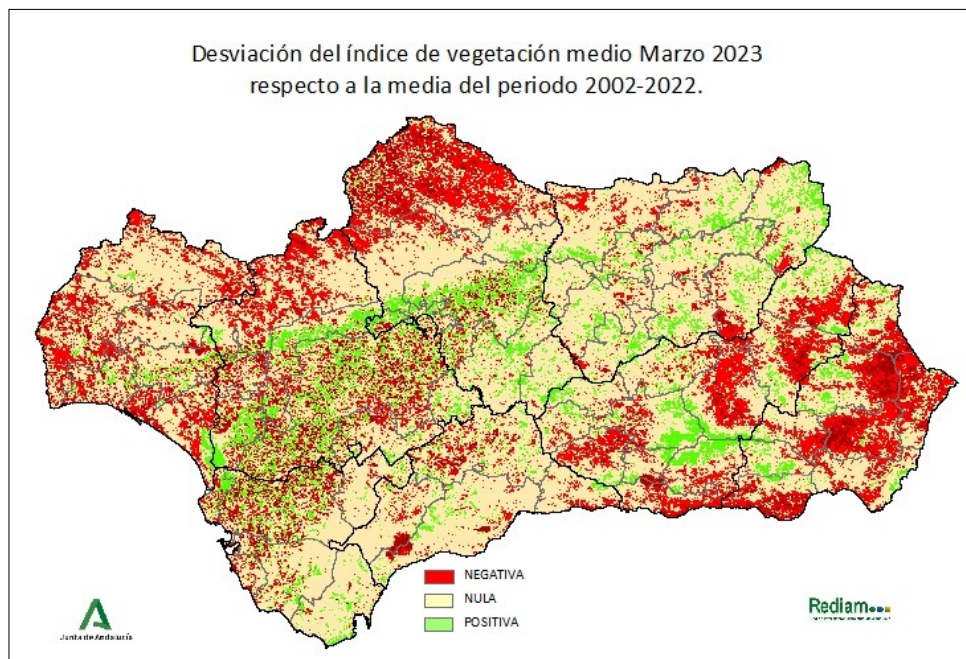 Desviación del índice de vegetación medio Marzo 2023
respecto a la media del periodo 2002-2022.
NEGATIVA
NULA
POSITIVA
Junta de Andalucía
Rediam